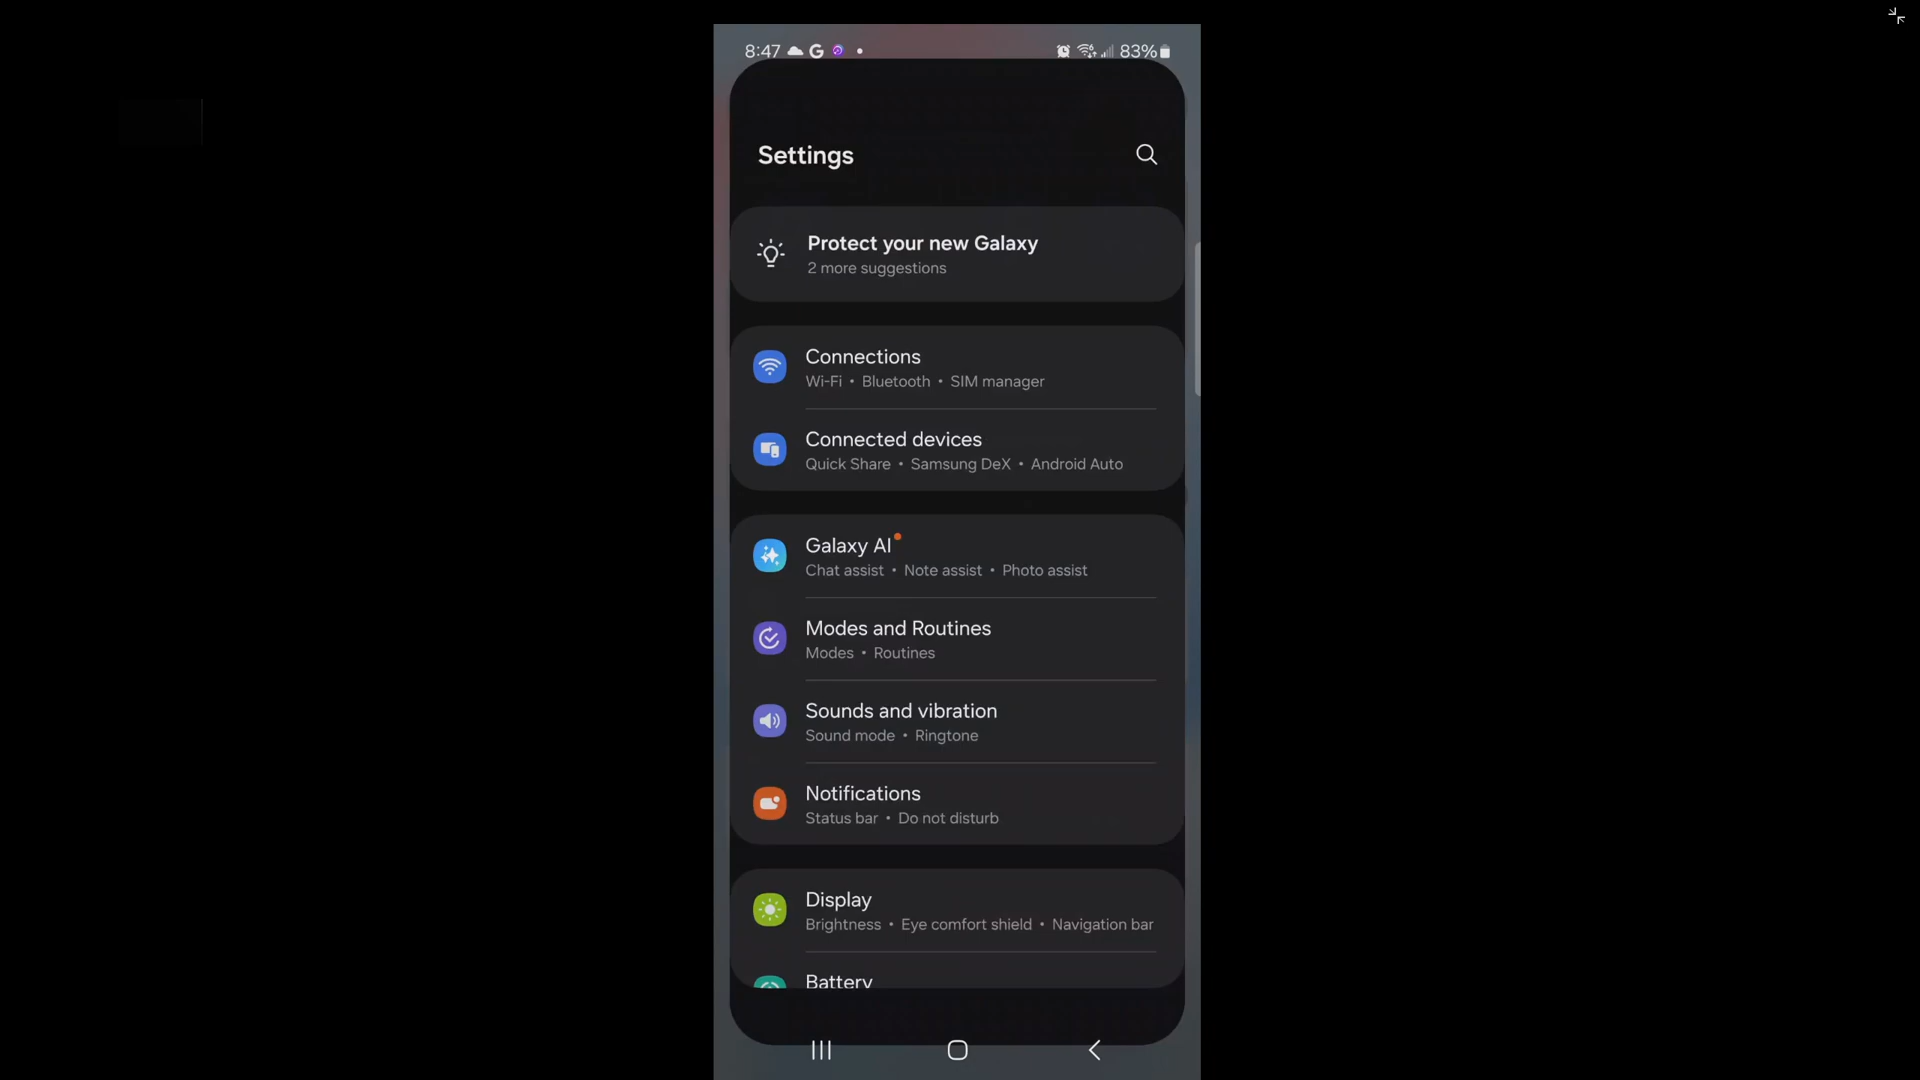 8:47 G 83%
Settings
Protect your new Galaxy
2 more suggestions
Connections
Wi-Fi • Bluetooth • SIM manager
Connected devices
Quick Share • Samsung DeX • Android Auto
Galaxy AI
Chat assist • Note assist • Photo assist
Modes and Routines
Modes • Routines
Sounds and vibration
Sound mode • Ringtone
Notifications
Status bar • Do not disturb
Display
Brightness • Eye comfort shield • Navigation bar
Battery